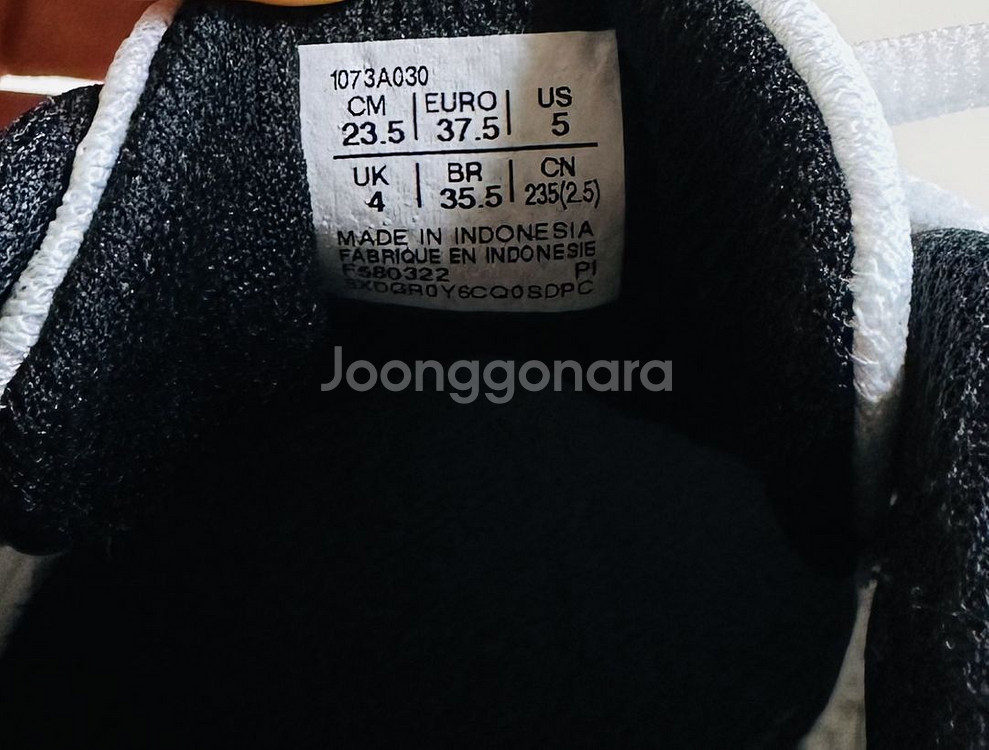 1073A030
CM | EURO | US
23.5 | 37.5 | 5
UK | BR | CN
4 | 35.5 | 235(2.5)
MADE IN INDONESIA
FABRIQUE EN INDONESIE
F580322 PI
Joonggonara